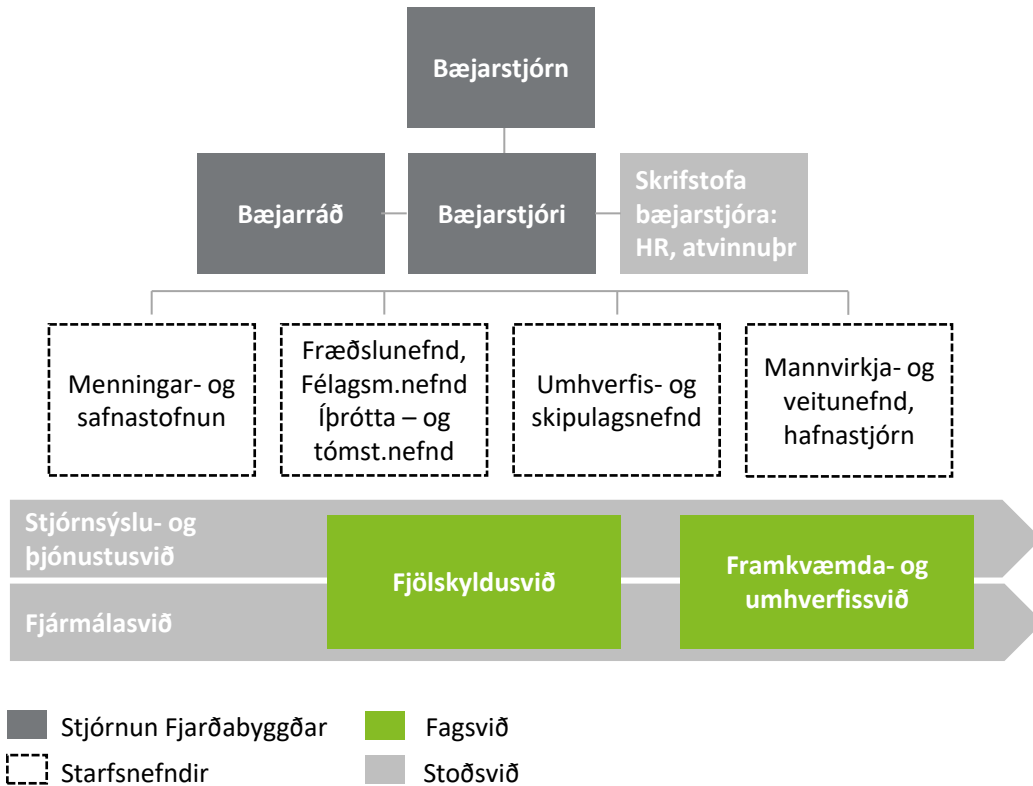 Bæjarstjórn
Bæjarráð
Bæjarstjóri
Skrifstofa
bæjarstjóra:
HR, atvinnuþr
Menningar- og
safnastofnun
Fræðslunefnd,
Félagsm.nefnd
Íþrótta – og
tómst.nefnd
Umhverfis- og
skipulagsnefnd
Mannvirkja- og
veitunefnd,
hafnastjórn
Stjórnsýslu- og
þjónustusvið
Fjármálasvið
Fjölskyldusvið
Framkvæmda- og
umhverfissvið
Stjórnun Fjarðabyggðar
Fagsvið
Starfsnefndir
Stoðsvið